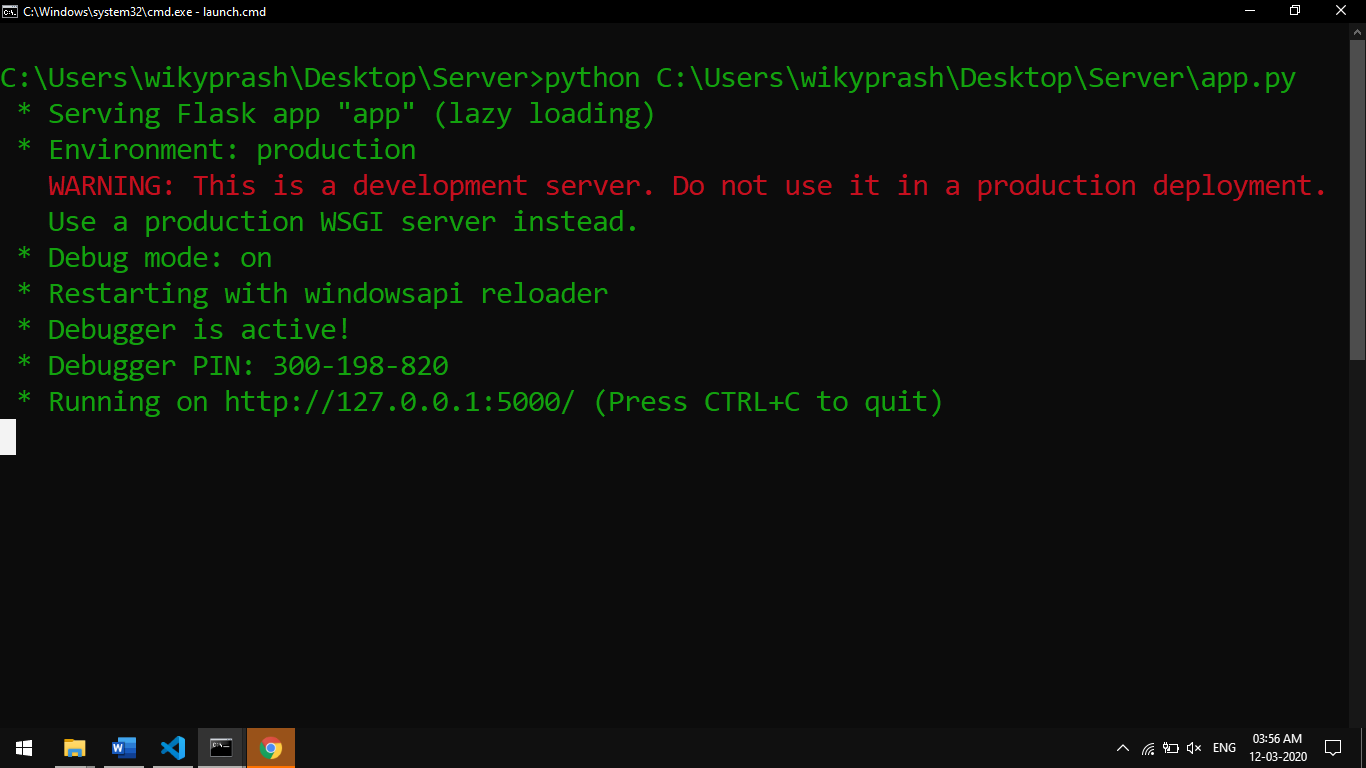 C:\Windows\system32\cmd.exe - launch.cmd
C:\Users\wikyprash\Desktop\Server>python C:\Users\wikyprash\Desktop\Server\app.py
* Serving Flask app "app" (lazy loading)
* Environment: production
WARNING: This is a development server. Do not use it in a production deployment.
Use a production WSGI server instead.
* Debug mode: on
* Restarting with windowsapi reloader
* Debugger is active!
* Debugger PIN: 300-198-820
* Running on http://127.0.0.1:5000/ (Press CTRL+C to quit)
ENG
03:56 AM
12-03-2020